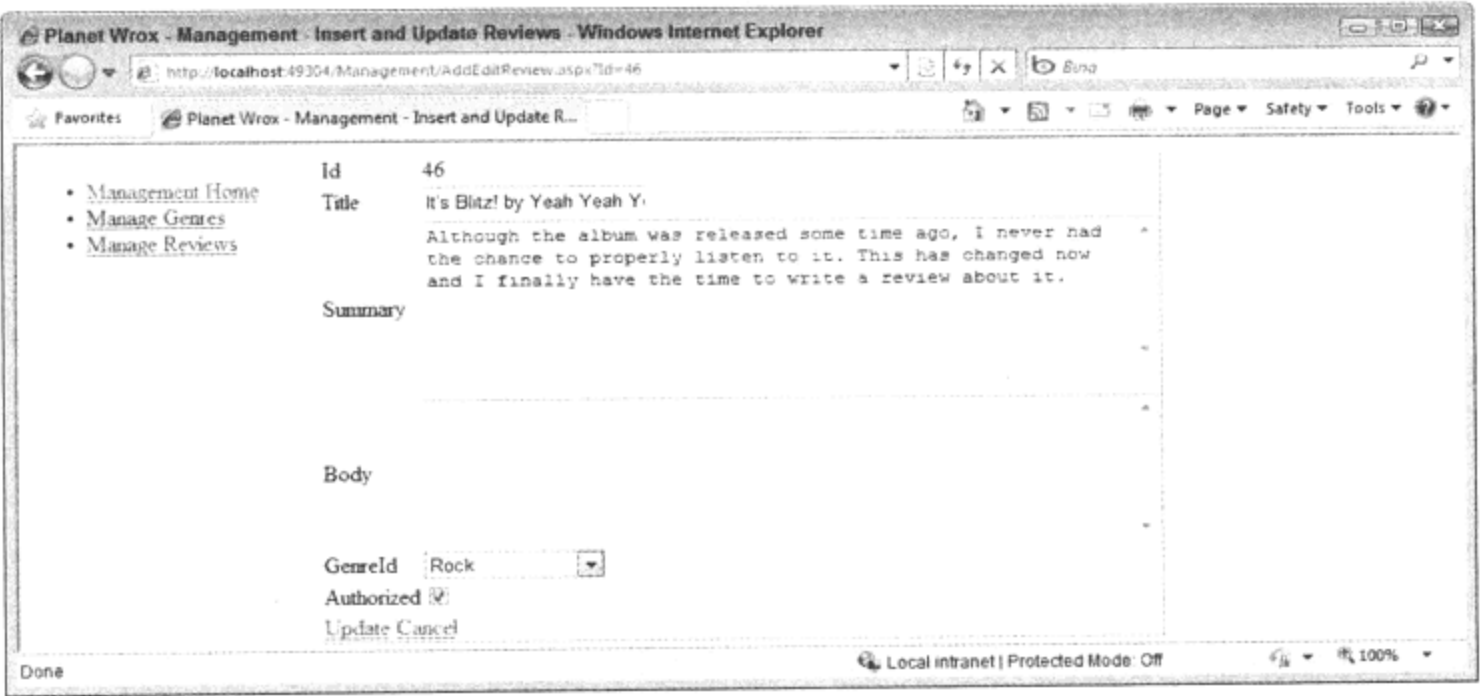 Planet Wrox - Management - Insert and Update Reviews - Windows Internet Explorer
http://localhost:49304/Management/AddEditReview.aspx?Id=46
Bing
Favorites
Planet Wrox - Management - Insert and Update R...
Page
Safety
Tools
Management Home
Manage Genres
Manage Reviews
Id 46
Title It's Blitz! by Yeah Yeah Y
Although the album was released some time ago, I never had
the chance to properly listen to it. This has changed now
and I finally have the time to write a review about it.
Summary
Body
GenreId Rock
Authorized
Update Cancel
Done
Local intranet | Protected Mode: Off
100%